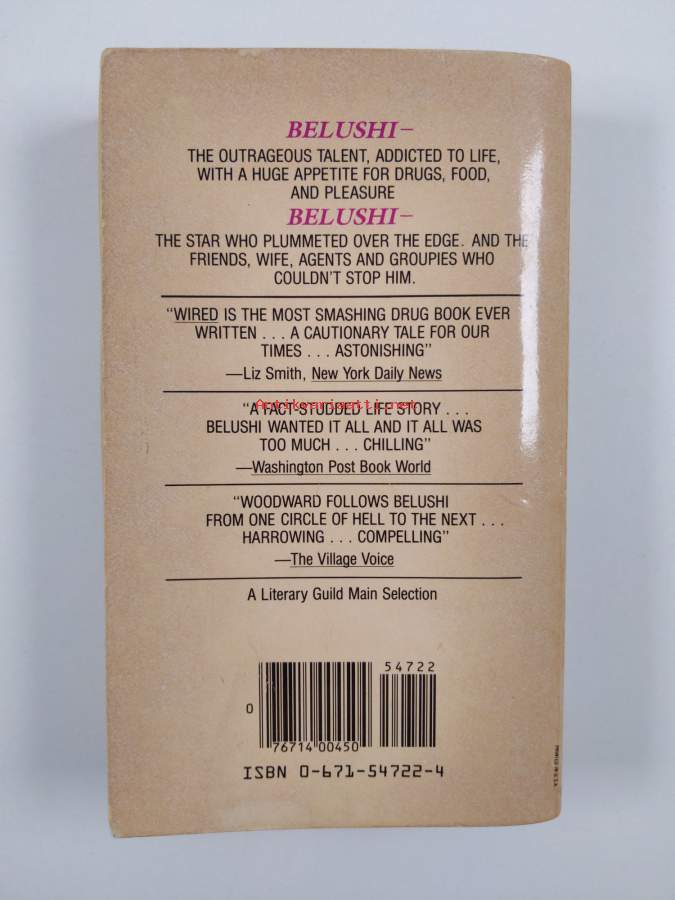 BELUSHI—
THE OUTRAGEOUS TALENT, ADDICTED TO LIFE,
WITH A HUGE APPETITE FOR DRUGS, FOOD,
AND PLEASURE
BELUSHI—
THE STAR WHO PLUMMETED OVER THE EDGE. AND THE
FRIENDS, WIFE, AGENTS AND GROUPIES WHO
COULDN'T STOP HIM.
"WIRED IS THE MOST SMASHING DRUG BOOK EVER
WRITTEN . . . A CAUTIONARY TALE FOR OUR
TIMES . . . ASTONISHING"
—Liz Smith, New York Daily News
Antikvariaatti.net
"A FACT-STUDDED LIFE STORY . . .
BELUSHI WANTED IT ALL AND IT ALL WAS
TOO MUCH . . . CHILLING"
—Washington Post Book World
"WOODWARD FOLLOWS BELUSHI
FROM ONE CIRCLE OF HELL TO THE NEXT . . .
HARROWING . . . COMPELLING"
—The Village Voice
A Literary Guild Main Selection
54722
0
76714 00450
ISBN 0-671-54722-4
PRINTED IN U.S.A.